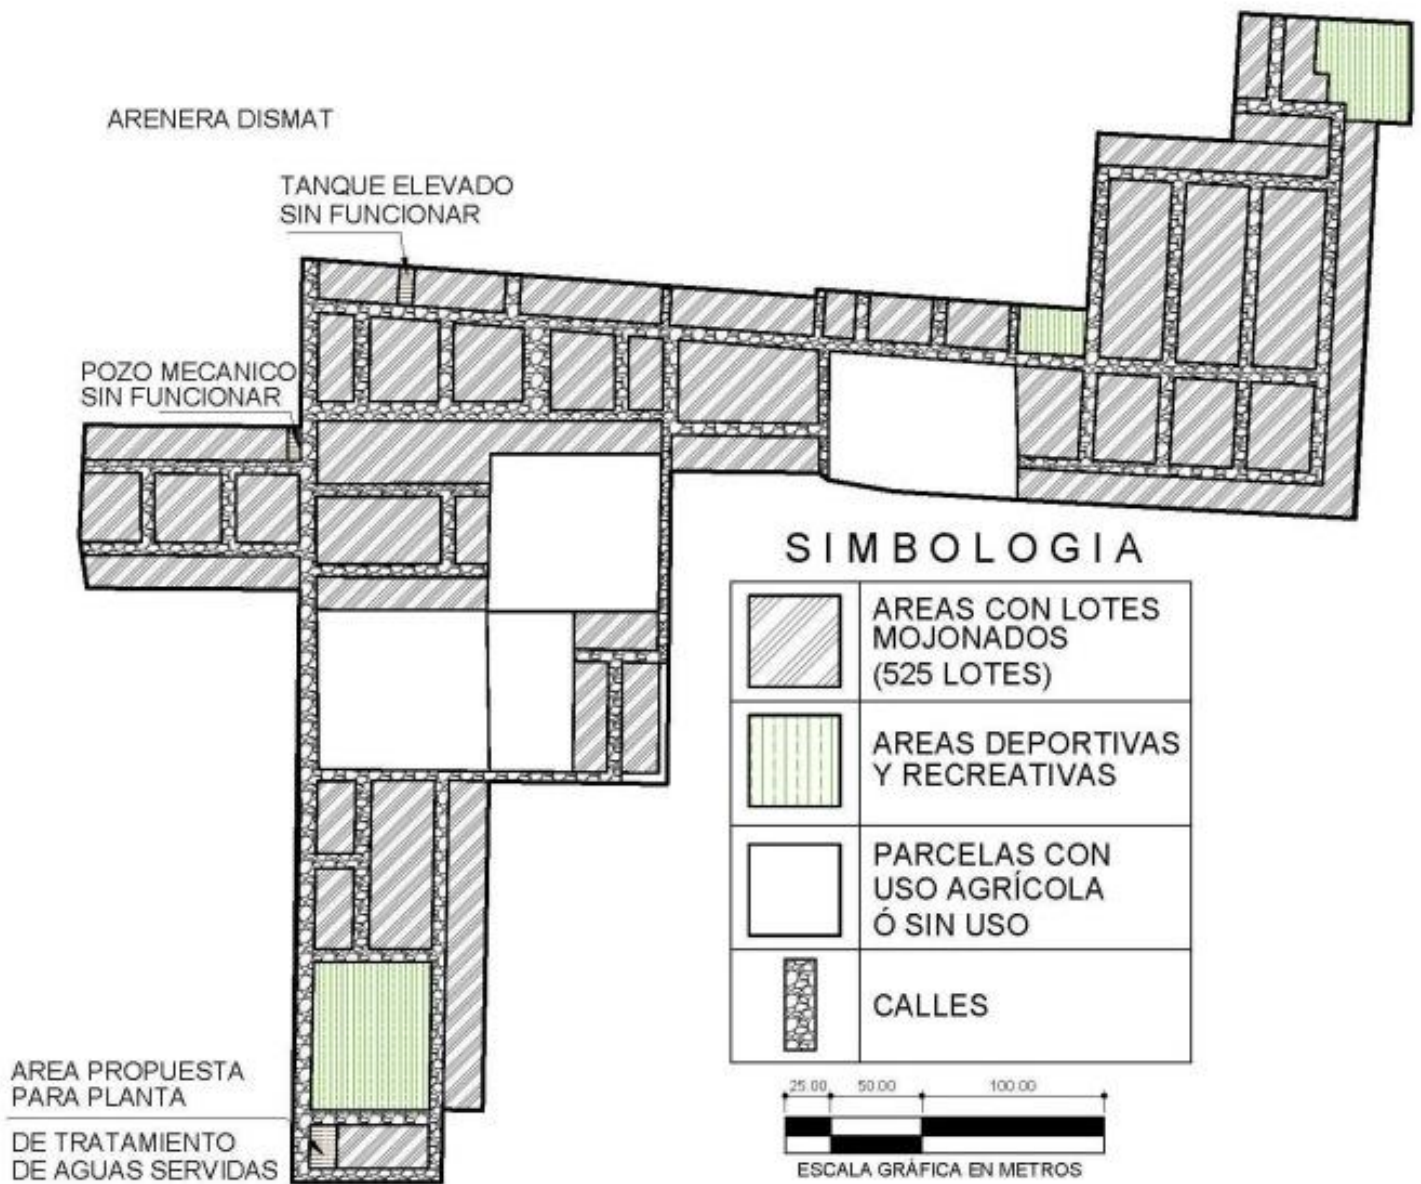 ARENERA DISMAT
TANQUE ELEVADO
SIN FUNCIONAR
POZO MECANICO
SIN FUNCIONAR
SIMBOLOGIA
AREAS CON LOTES
MOJONADOS
(525 LOTES)
AREAS DEPORTIVAS
Y RECREATIVAS
PARCELAS CON
USO AGRÍCOLA
Ó SIN USO
CALLES
AREA PROPUESTA
PARA PLANTA
DE TRATAMIENTO
DE AGUAS SERVIDAS
25.00 50.00 100.00
ESCALA GRÁFICA EN METROS